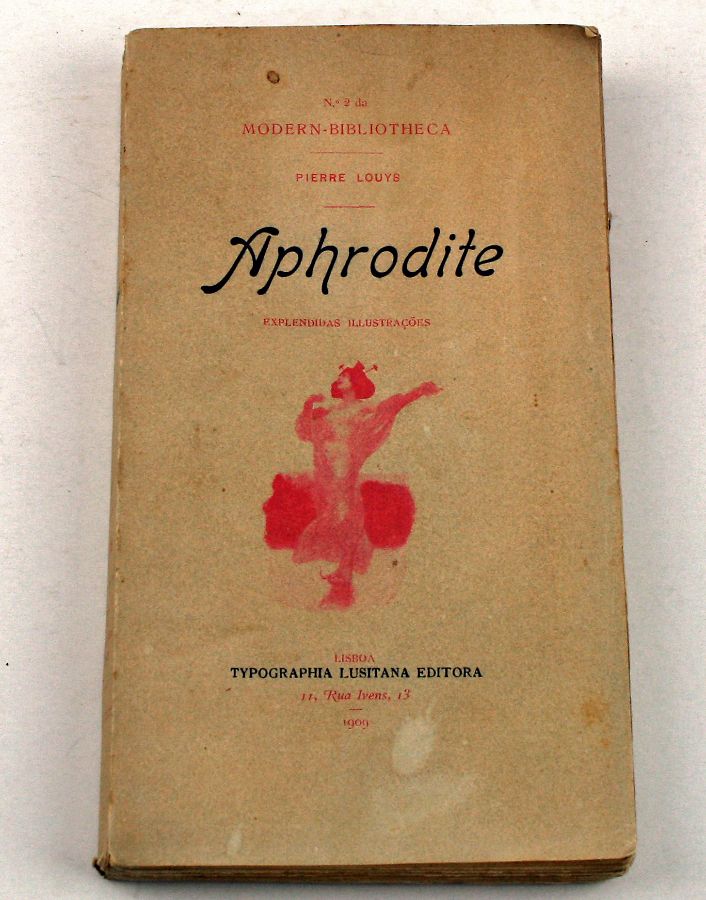 N.º 2 da
MODERN-BIBLIOTHECA
PIERRE LOUYS
Aphrodite
EXPLENDIDAS ILLUSTRAÇÕES
LISBOA
TYPOGRAPHIA LUSITANA EDITORA
11, Rua Ivens, 13
1909